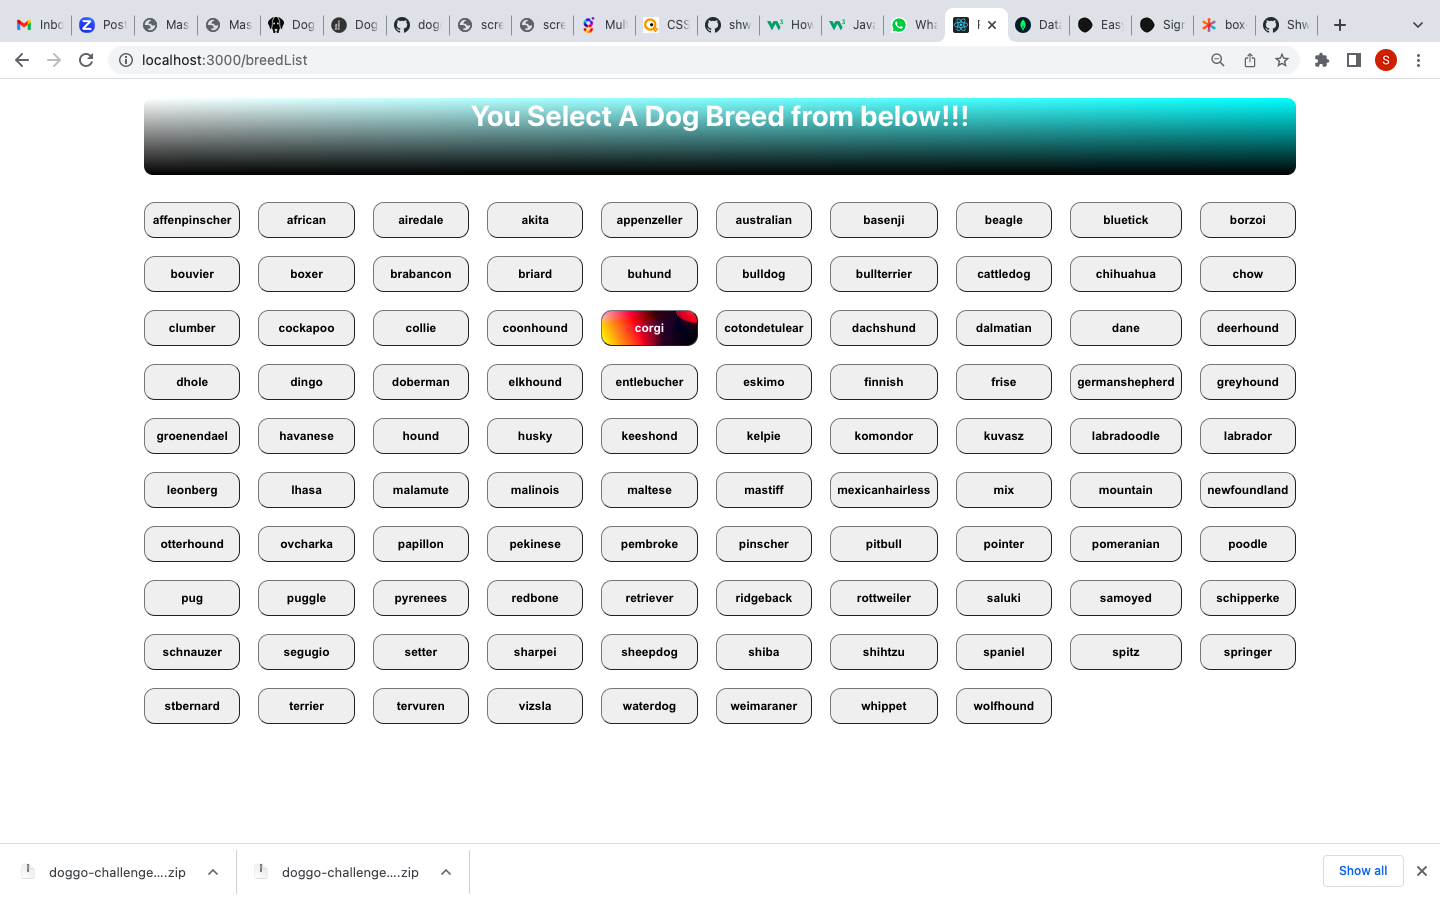 Inbo Post Mas Mas Dog Dog dog scre scre Mul CSS shw How Java Wha Data Easy Sign box Shw
localhost:3000/breedList S
You Select A Dog Breed from below!!!
affenpinscher african airedale akita appenzeller australian basenji beagle bluetick borzoi
bouvier boxer brabancon briard buhund bulldog bullterrier cattledog chihuahua chow
clumber cockapoo collie coonhound corgi cotondetulear dachshund dalmatian dane deerhound
dhole dingo doberman elkhound entlebucher eskimo finnish frise germanshepherd greyhound
groenendael havanese hound husky keeshond kelpie komondor kuvasz labradoodle labrador
leonberg lhasa malamute malinois maltese mastiff mexicanhairless mix mountain newfoundland
otterhound ovcharka papillon pekinese pembroke pinscher pitbull pointer pomeranian poodle
pug puggle pyrenees redbone retriever ridgeback rottweiler saluki samoyed schipperke
schnauzer segugio setter sharpei sheepdog shiba shihtzu spaniel spitz springer
stbernard terrier tervuren vizsla waterdog weimaraner whippet wolfhound
doggo-challenge....zip doggo-challenge....zip Show all